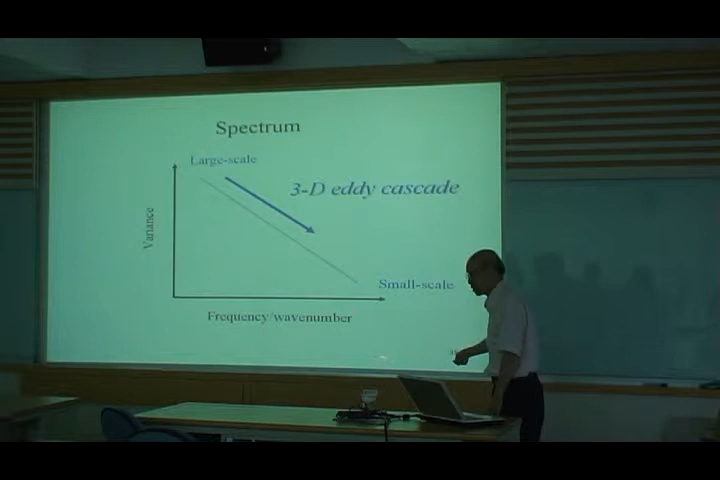 Spectrum
Large-scale
3-D eddy cascade
Variance
Small-scale
Frequency/wavenumber